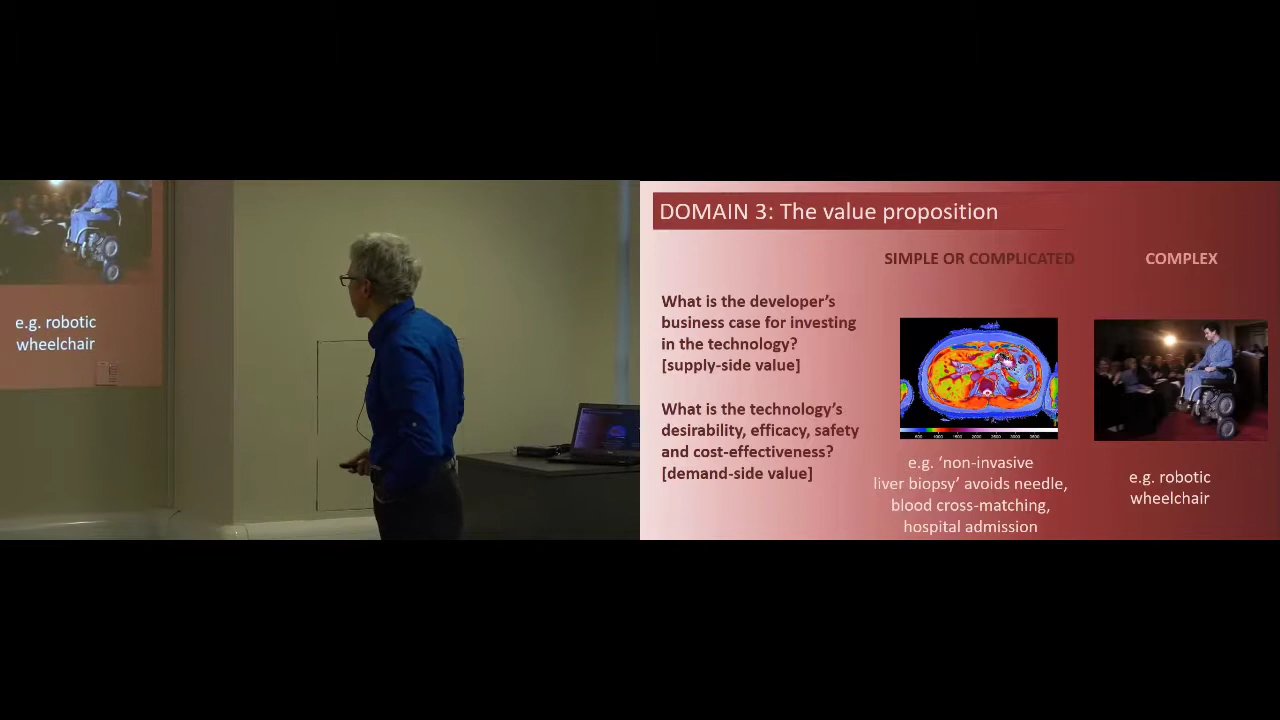 e.g. robotic
wheelchair
DOMAIN 3: The value proposition
SIMPLE OR COMPLICATED
COMPLEX
What is the developer's
business case for investing
in the technology?
[supply-side value]
What is the technology's
desirability, efficacy, safety
and cost-effectiveness?
[demand-side value]
e.g. ‘non-invasive
liver biopsy’ avoids needle,
blood cross-matching,
hospital admission
e.g. robotic
wheelchair